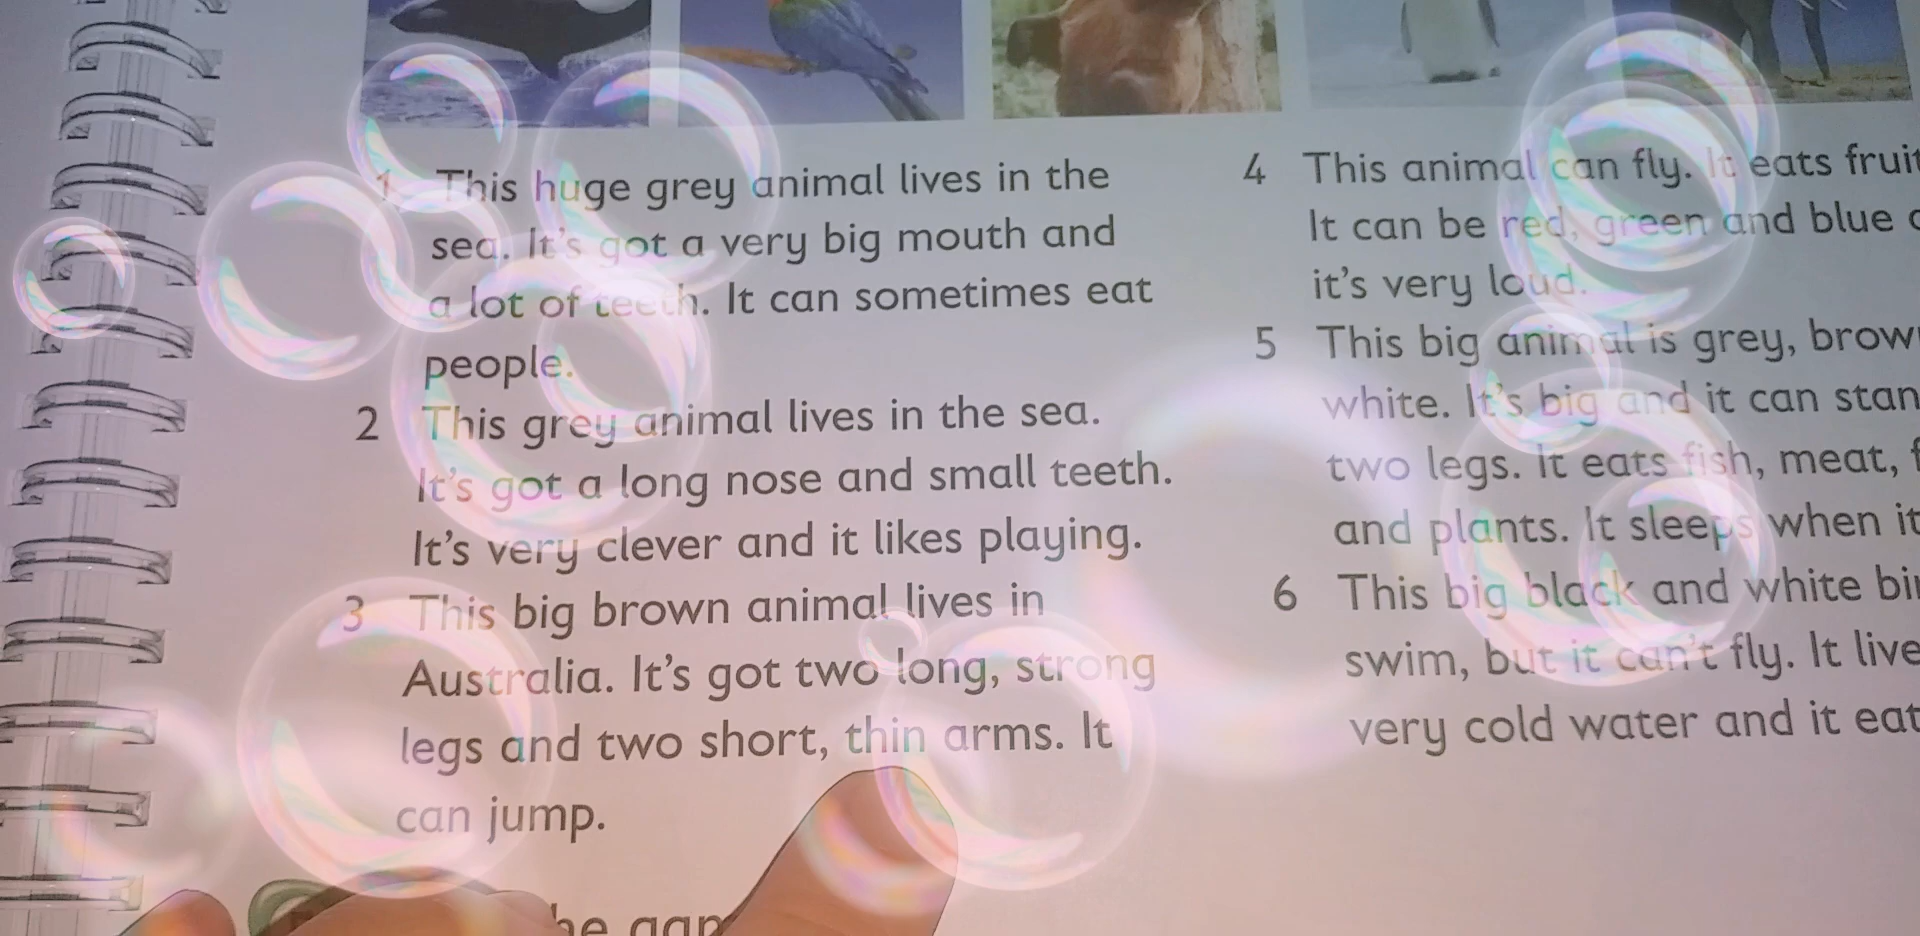 1 This huge grey animal lives in the
sea. It's got a very big mouth and
a lot of teeth. It can sometimes eat
people.
2 This grey animal lives in the sea.
It's got a long nose and small teeth.
It's very clever and it likes playing.
3 This big brown animal lives in
Australia. It's got two long, strong
legs and two short, thin arms. It
can jump.
4 This animal can fly. It eats fruit
It can be red, green and blue
it's very loud.
5 This big animal is grey, brow
white. It's big and it can stan
two legs. It eats fish, meat,
and plants. It sleeps when it
6 This big black and white
swim, but it can't fly. It live
very cold water and it eat